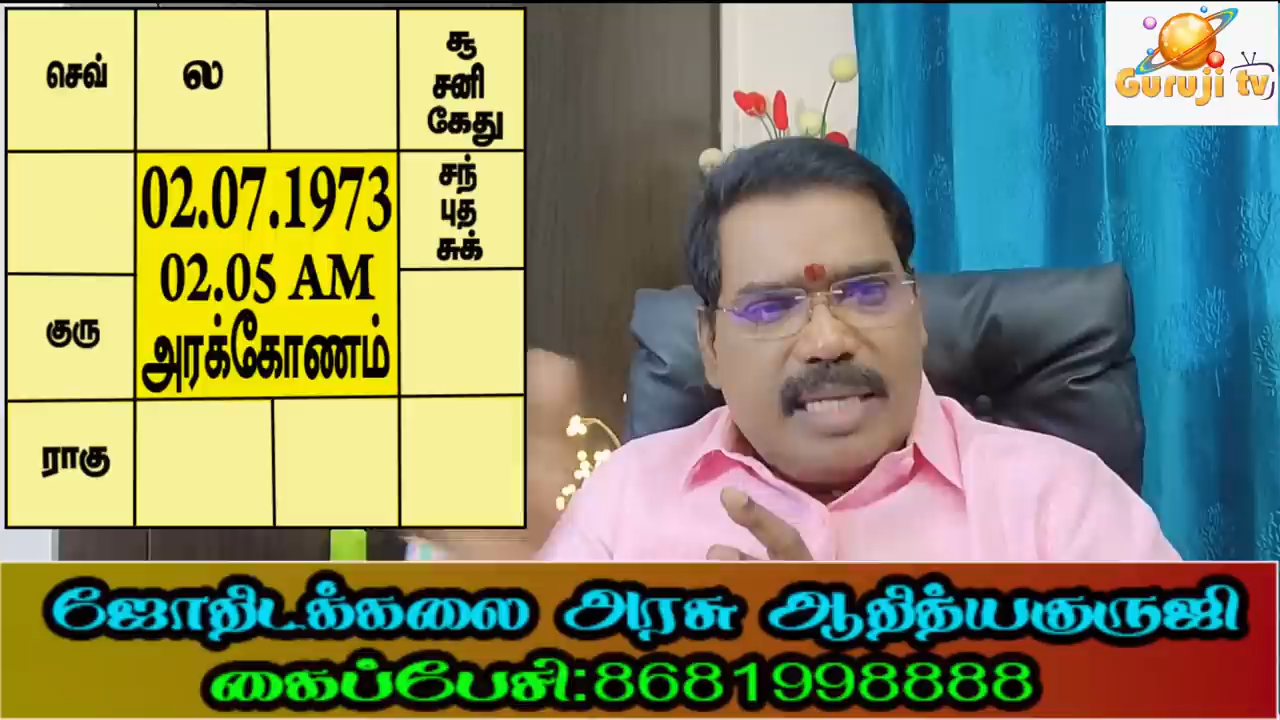 செவ்
ல
சூ
சனி
கேது
சந்
புத
சுக்
02.07.1973
02.05 AM
அரக்கோணம்
குரு
ராகு
Guruji tv
ஜோதிடக்கலை அரசு ஆதித்யகுருஜி
கைப்பேசி:8681998888